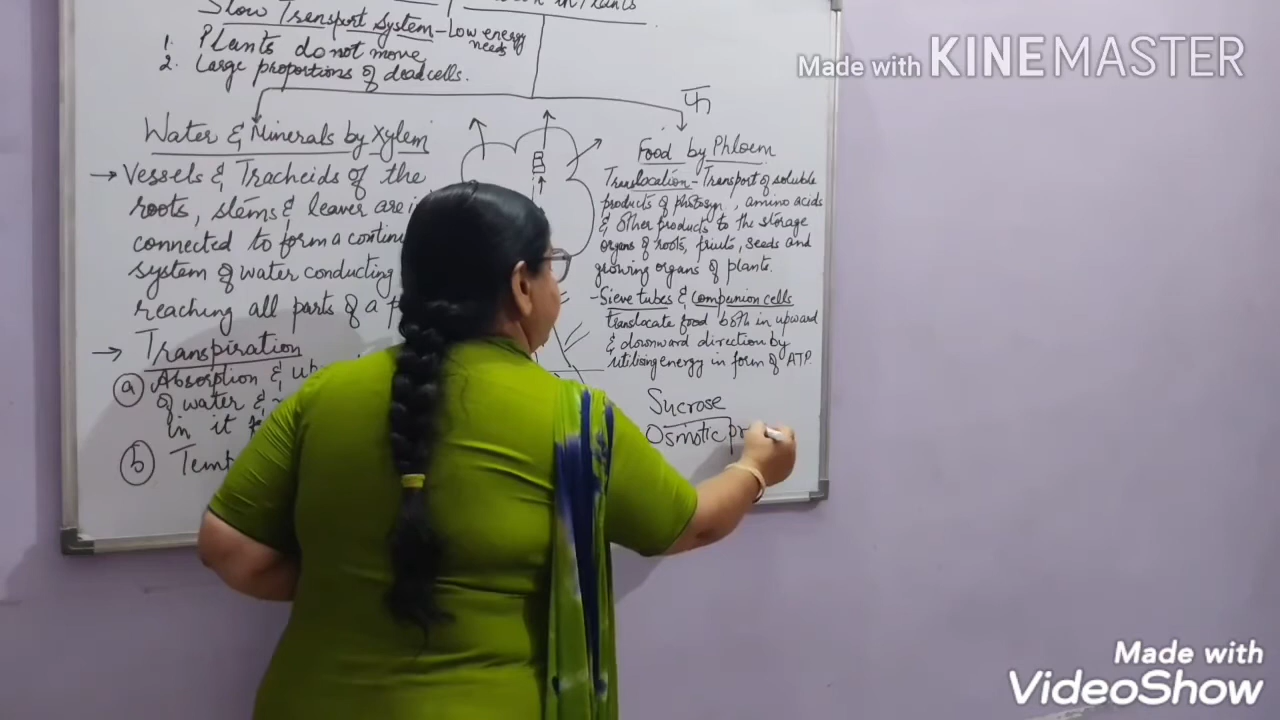 in Plants
Slow Transport System - Low energy needs
1. Plants do not move
2. Large proportions of dead cells.
Water & Minerals by Xylem
→ Vessels & Tracheids of the
roots, stems & leaves are
connected to form a
system of water conducting
reaching all parts of a
→ Transpiration
(a) Absorption &
of water &
in it
(b)
Food by Phloem
Translocation - Transport of soluble
products of photosyn, amino acids
& other products to the storage
organs of roots, fruits, seeds and
growing organs of plants.
- Sieve tubes & companion cells
translocate food both in upward
& downward direction by
utilising energy in form of ATP.
Sucrose
Osmotic
Made with KINEMASTER
Made with
VideoShow